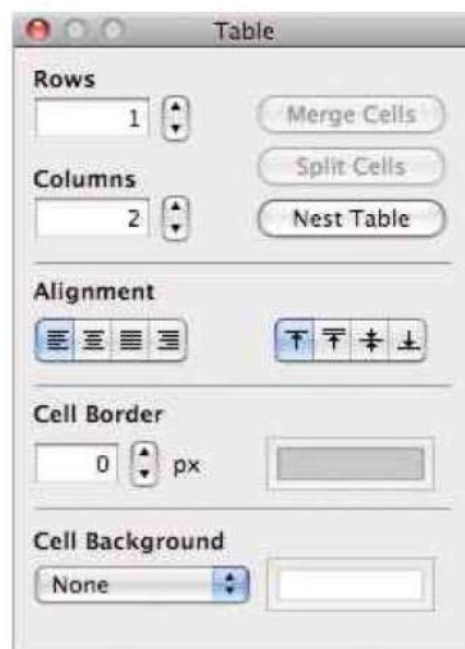 Table
Rows
1
Merge Cells
Split Cells
Columns
2
Nest Table
Alignment
Cell Border
0 px
Cell Background
None